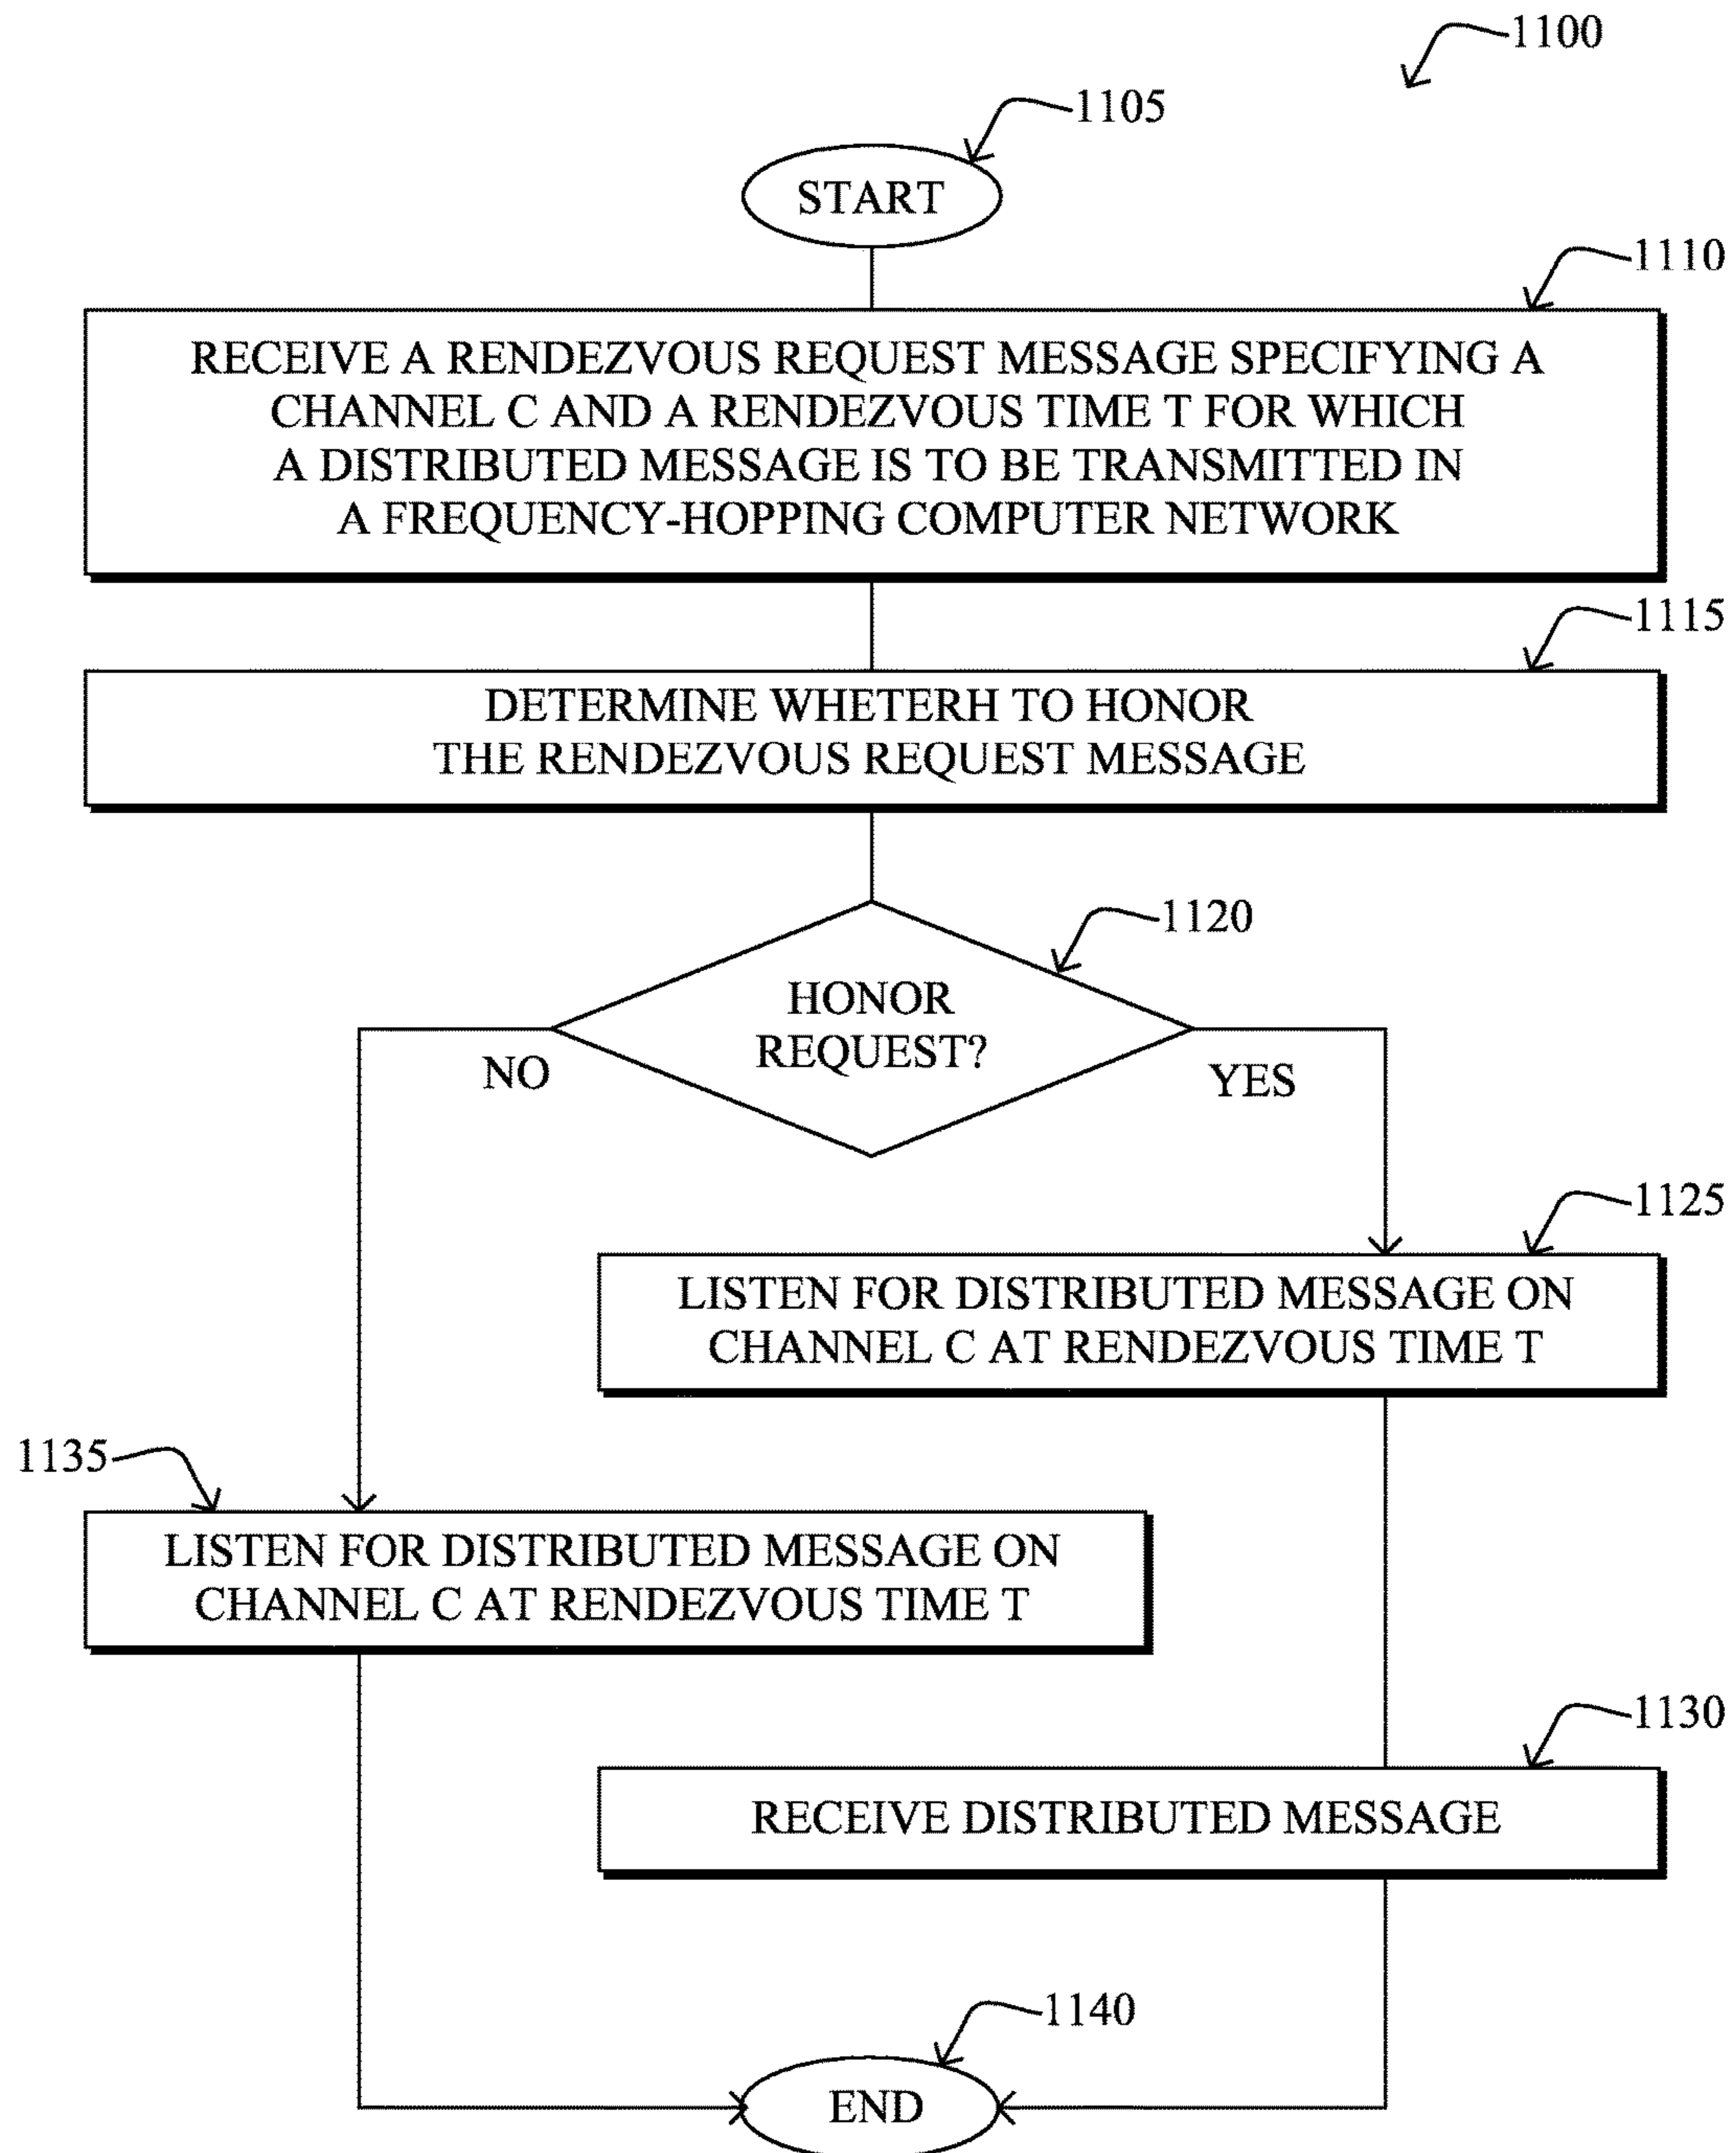 1100
1105
START
1110
RECEIVE A RENDEZVOUS REQUEST MESSAGE SPECIFYING A
CHANNEL C AND A RENDEZVOUS TIME T FOR WHICH
A DISTRIBUTED MESSAGE IS TO BE TRANSMITTED IN
A FREQUENCY-HOPPING COMPUTER NETWORK
1115
DETERMINE WHETERH TO HONOR
THE RENDEZVOUS REQUEST MESSAGE
1120
HONOR
REQUEST?
NO
YES
1125
LISTEN FOR DISTRIBUTED MESSAGE ON
CHANNEL C AT RENDEZVOUS TIME T
1135
LISTEN FOR DISTRIBUTED MESSAGE ON
CHANNEL C AT RENDEZVOUS TIME T
1130
RECEIVE DISTRIBUTED MESSAGE
1140
END